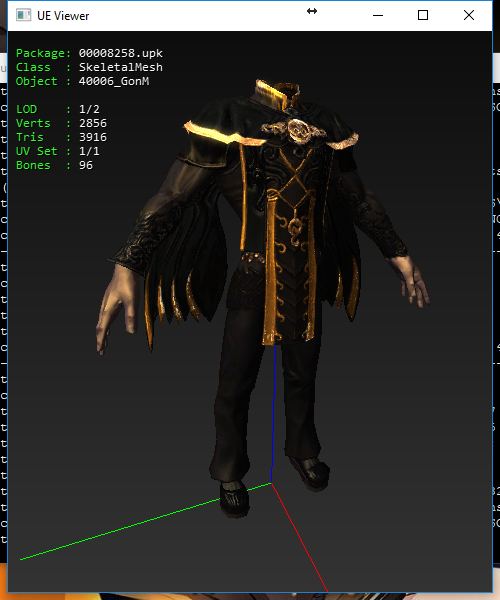 UE Viewer
Package: 00008258.upk
Class : SkeletalMesh
Object : 40006_GonM
LOD : 1/2
Verts : 2856
Tris : 3916
UV Set : 1/1
Bones : 96